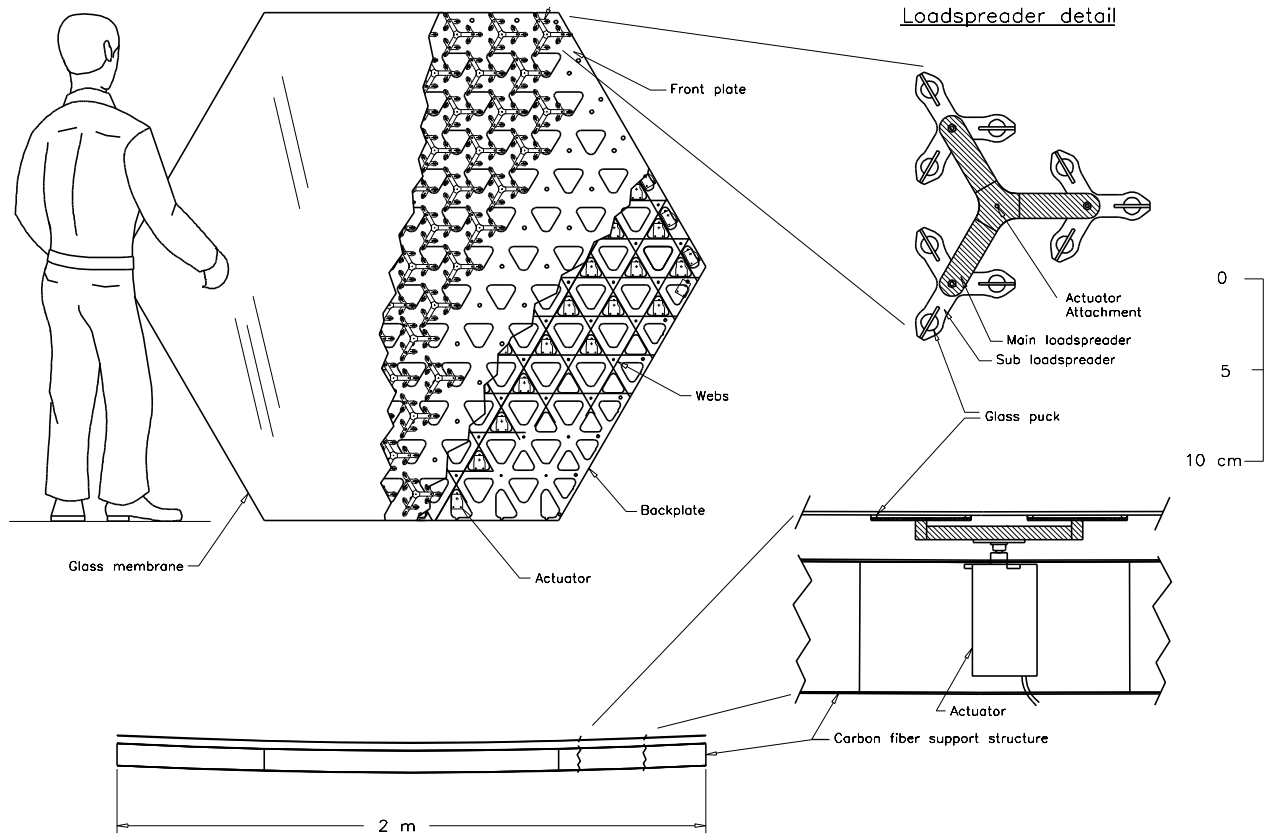 Loadspreader detail
Front plate
Actuator
Attachment
Main loadspreader
Sub loadspreader
Glass puck
0
5
10 cm
Webs
Backplate
Glass membrane
Actuator
Actuator
Carbon fiber support structure
2 m